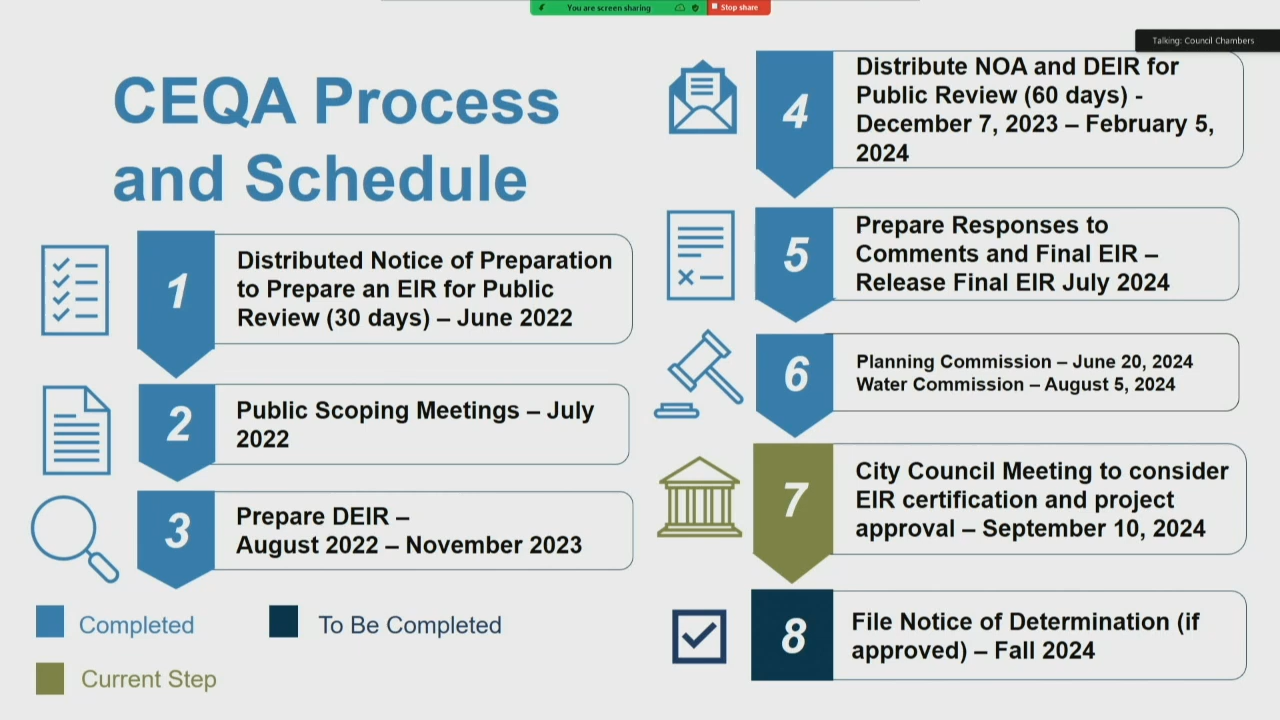 You are screen sharing
Stop share
Talking: Council Chambers
CEQA Process
and Schedule
1
Distributed Notice of Preparation
to Prepare an EIR for Public
Review (30 days) – June 2022
2
Public Scoping Meetings – July
2022
3
Prepare DEIR –
August 2022 – November 2023
Completed
To Be Completed
Current Step
4
Distribute NOA and DEIR for
Public Review (60 days) -
December 7, 2023 – February 5,
2024
5
Prepare Responses to
Comments and Final EIR –
Release Final EIR July 2024
6
Planning Commission – June 20, 2024
Water Commission – August 5, 2024
7
City Council Meeting to consider
EIR certification and project
approval – September 10, 2024
8
File Notice of Determination (if
approved) – Fall 2024